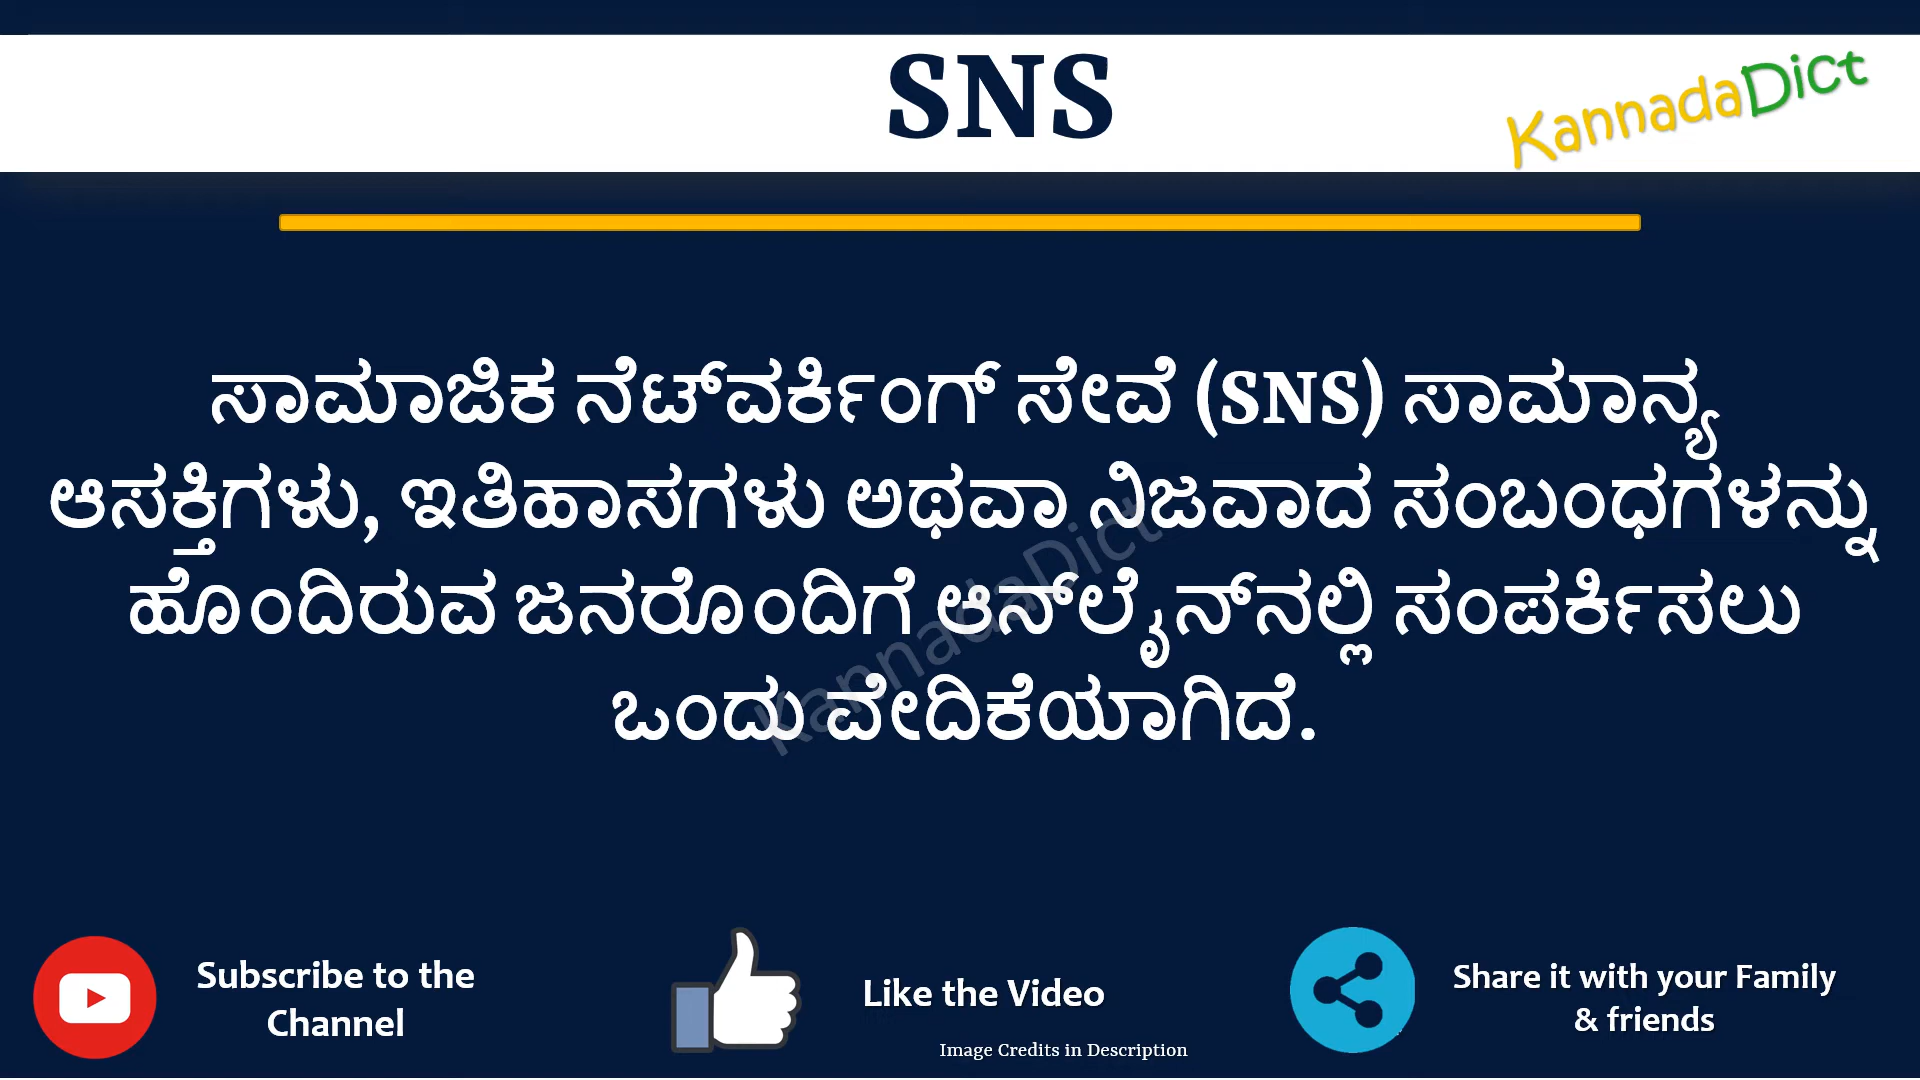 SNS
KannadaDict
ಸಾಮಾಜಿಕ ನೆಟ್‌ವರ್ಕಿಂಗ್ ಸೇವೆ (SNS) ಸಾಮಾನ್ಯ
ಆಸಕ್ತಿಗಳು, ಇತಿಹಾಸಗಳು ಅಥವಾ ನಿಜವಾದ ಸಂಬಂಧಗಳನ್ನು
ಹೊಂದಿರುವ ಜನರೊಂದಿಗೆ ಆನ್‌ಲೈನ್‌ನಲ್ಲಿ ಸಂಪರ್ಕಿಸಲು
ಒಂದು ವೇದಿಕೆಯಾಗಿದೆ.
KannadaDict
Subscribe to the
Channel
Like the Video
Share it with your Family
& friends
Image Credits in Description